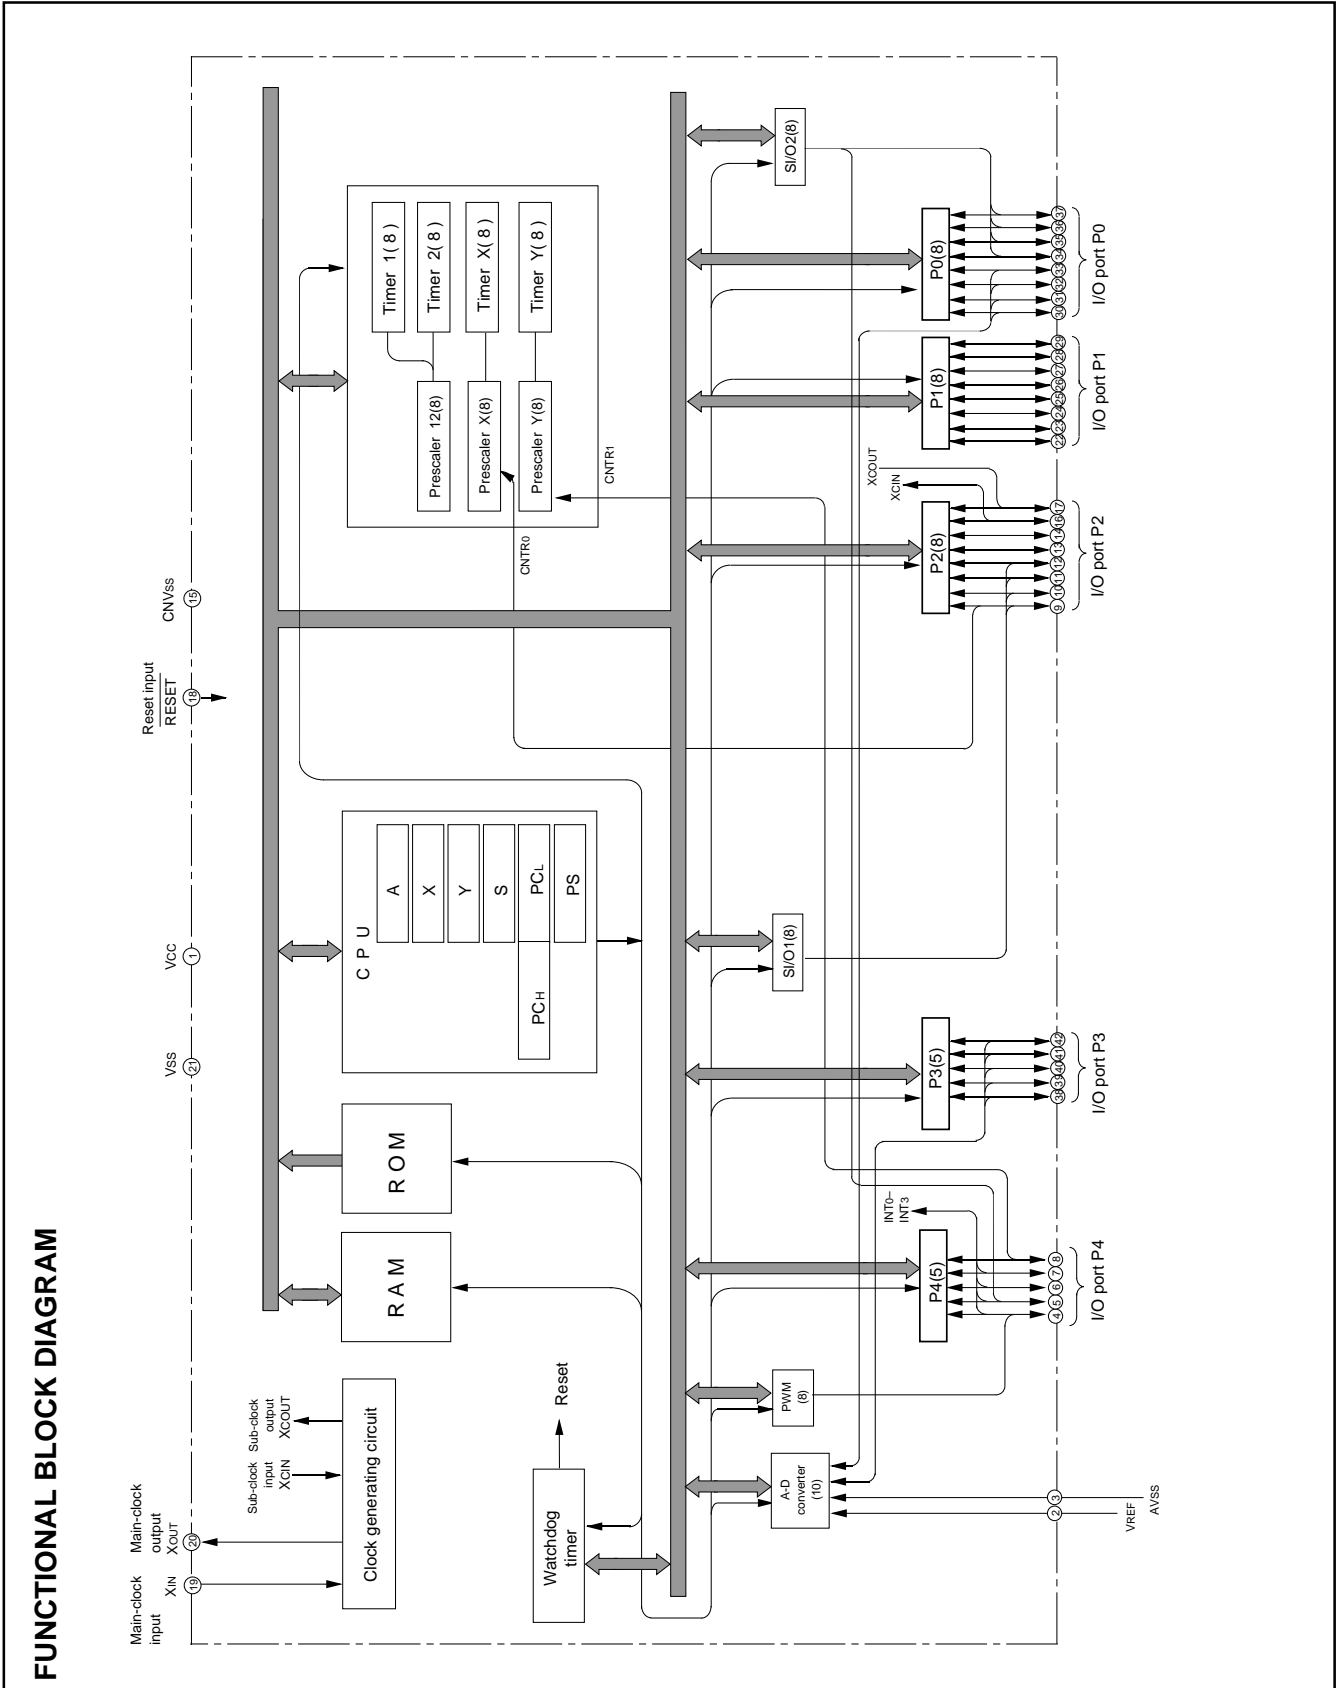 FUNCTIONAL BLOCK DIAGRAM
Main-clock
input
XIN
19
Main-clock
output
XOUT
20
Sub-clock
input
XCIN
Sub-clock
output
XCOUT
Clock generating circuit
VSS
21
VCC
1
Reset input
RESET
18
CNVSS
15
RAM
ROM
CPU
A
X
Y
S
PCH
PCL
PS
Timer 1( 8 )
Timer 2( 8 )
Timer X( 8 )
Timer Y( 8 )
Prescaler 12(8)
Prescaler X(8)
Prescaler Y(8)
CNTR0
CNTR1
Watchdog
timer
Reset
A-D
converter
(10)
PWM
(8)
SI/O1(8)
SI/O2(8)
INT0–
INT3
XCIN
XCOUT
P4(5)
P3(5)
P2(8)
P1(8)
P0(8)
2
3
VREF
AVSS
4
5
6
7
8
I/O port P4
38
39
40
41
42
I/O port P3
9
10
11
12
13
14
16
17
I/O port P2
22
23
24
25
26
27
28
29
I/O port P1
30
31
32
33
34
35
36
37
I/O port P0